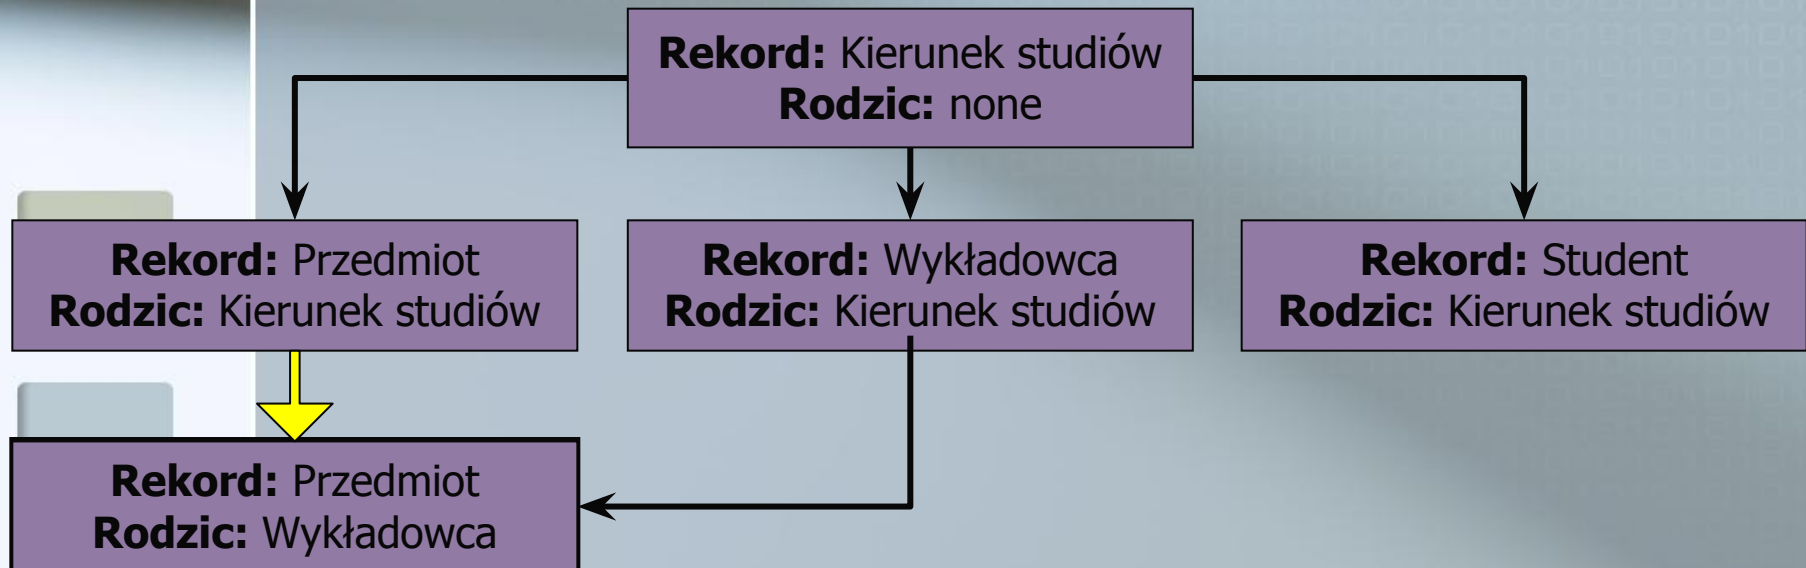 Rekord: Kierunek studiów
Rodzic: none
Rekord: Przedmiot
Rodzic: Kierunek studiów
Rekord: Wykładowca
Rodzic: Kierunek studiów
Rekord: Student
Rodzic: Kierunek studiów
Rekord: Przedmiot
Rodzic: Wykładowca